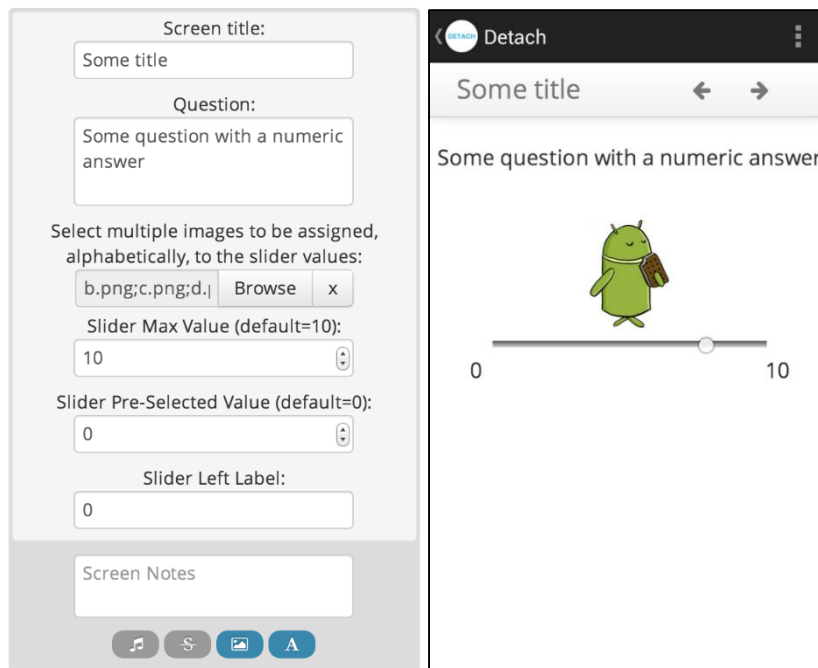 Screen title:
Some title
Question:
Some question with a numeric
answer
Select multiple images to be assigned,
alphabetically, to the slider values:
b.png;c.png;d.
Browse
x
Slider Max Value (default=10):
10
Slider Pre-Selected Value (default=0):
0
Slider Left Label:
0
Screen Notes
S
A
DETACH
Detach
Some title
Some question with a numeric answer
0
10